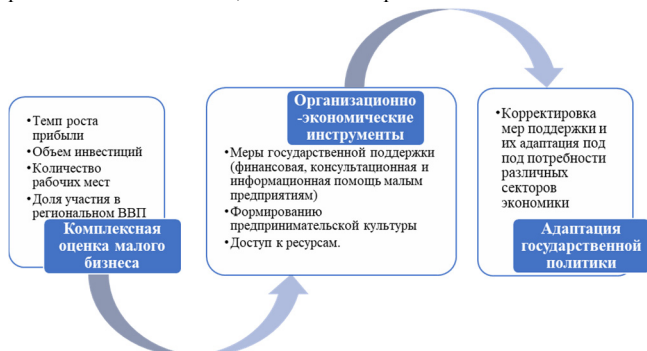 •Темп роста
прибыли
•Объем инвестиций
•Количество
рабочих мест
•Доля участия в
региональном ВВП
Комплексная
оценка малого
бизнеса
Организационно
-экономические
инструменты
•Меры государственной поддержки
(финансовая, консультационная и
информационная помощь малым
предприятиям)
•Формированию
предпринимательской культуры
•Доступ к ресурсам.
•Корректировка
мер поддержки и
их адаптация под
под потребности
различных
секторов
экономики
Адаптация
государственной
политики